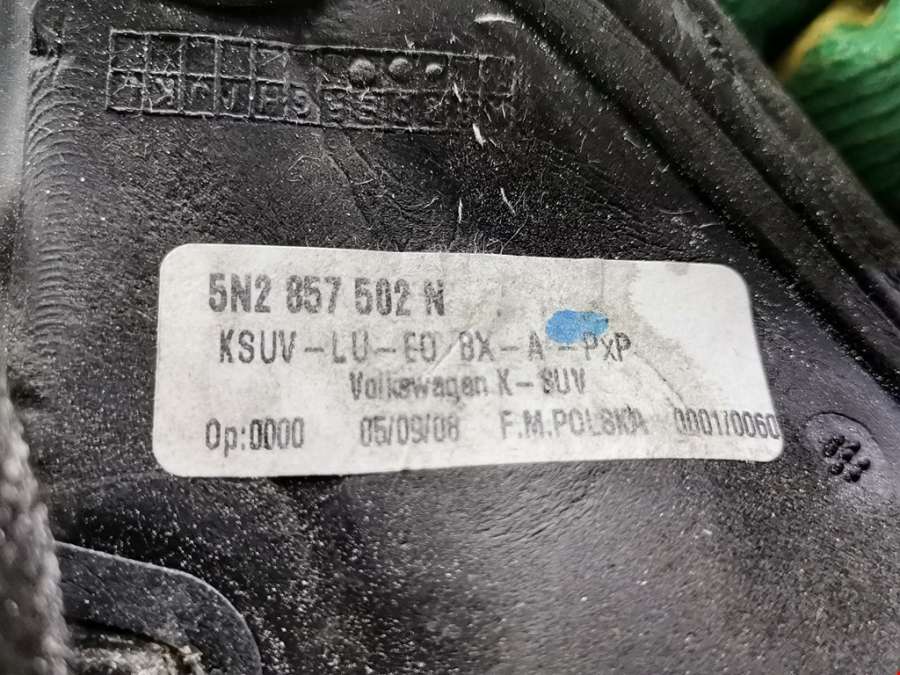 5N2 857 502 N
KSUV-LU-EO BX-A -PxP
Volkswagen K-SUV
Op:0000 05/09/08 F.M.POLSKA 0001/0060